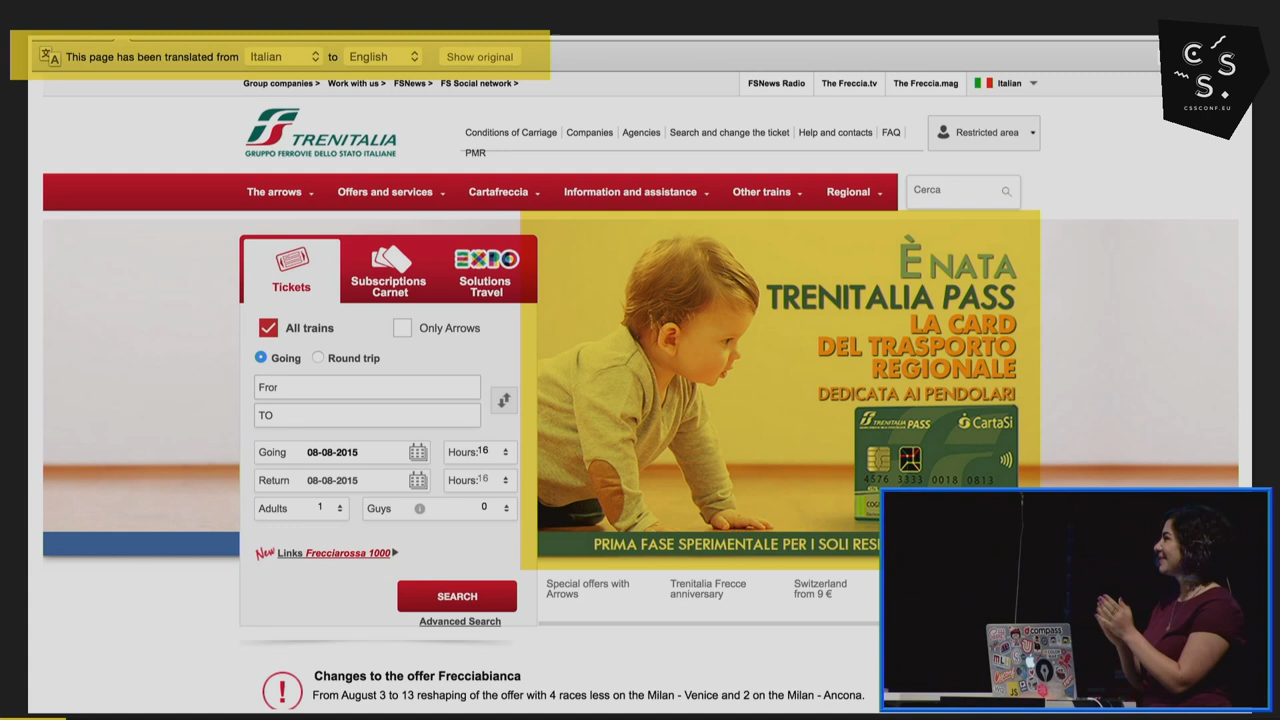 This page has been translated from Italian to English Show original
CSS.
CSSCONF.EU
Group companies > Work with us > FSNews > FS Social network >
FSNews Radio The Freccia.tv The Freccia.mag Italian
TRENITALIA
GRUPPO FERROVIE DELLO STATO ITALIANE
Conditions of Carriage Companies Agencies Search and change the ticket Help and contacts FAQ
PMR
Restricted area
The arrows Offers and services Cartafreccia Information and assistance Other trains Regional
Cerca
Tickets
Subscriptions
Carnet
EXPO
Solutions
Travel
All trains Only Arrows
Going Round trip
Fror
TO
Going 08-08-2015 Hours:16
Return 08-08-2015 Hours:16
Adults 1 Guys 0
New Links Frecciarossa 1000
SEARCH
Advanced Search
È NATA
TRENITALIA PASS
LA CARD
DEL TRASPORTO
REGIONALE
DEDICATA AI PENDOLARI
TRENITALIA PASS CartaSi
4576 3333 0018 0813
PRIMA FASE SPERIMENTALE PER I SOLI RESI
Special offers with
Arrows
Trenitalia Frecce
anniversary
Switzerland
from 9 €
Changes to the offer Frecciabianca
From August 3 to 13 reshaping of the offer with 4 races less on the Milan - Venice and 2 on the Milan - Ancona.
compass
JS